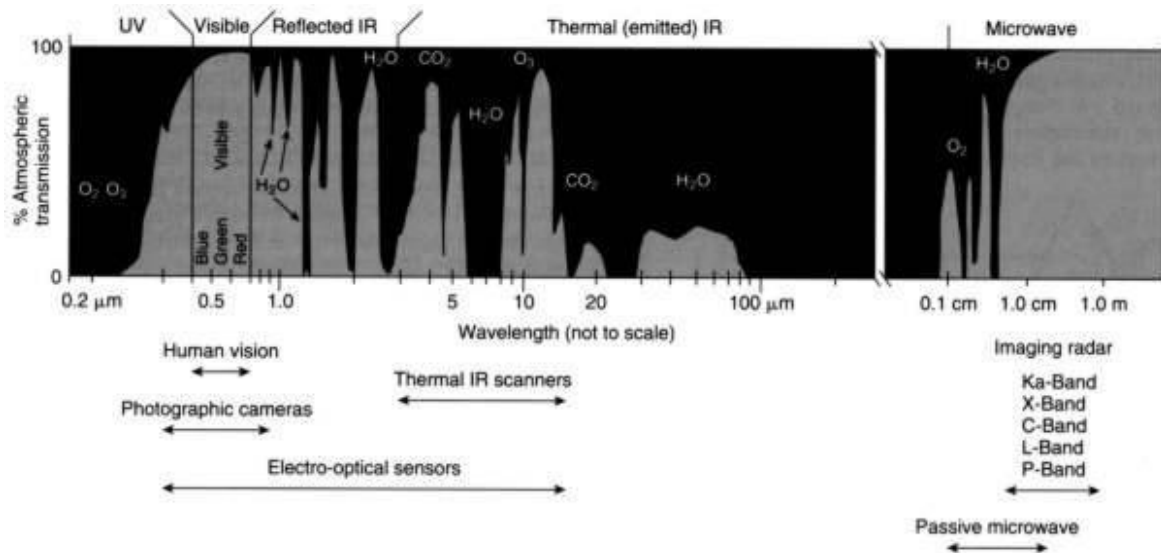 UV Visible Reflected IR Thermal (emitted) IR Microwave
100
H₂O CO₂ O₃ H₂O
H₂O
O₂
% Atmospheric
transmission
Visible
O₂ O₃ H₂O CO₂ H₂O
Blue
Green
Red
0
0.2 µm 0.5 1.0 2 5 10 20 100 µm 0.1 cm 1.0 cm 1.0 m
Wavelength (not to scale)
Human vision Imaging radar
Thermal IR scanners Ka-Band
Photographic cameras X-Band
C-Band
Electro-optical sensors L-Band
P-Band
Passive microwave